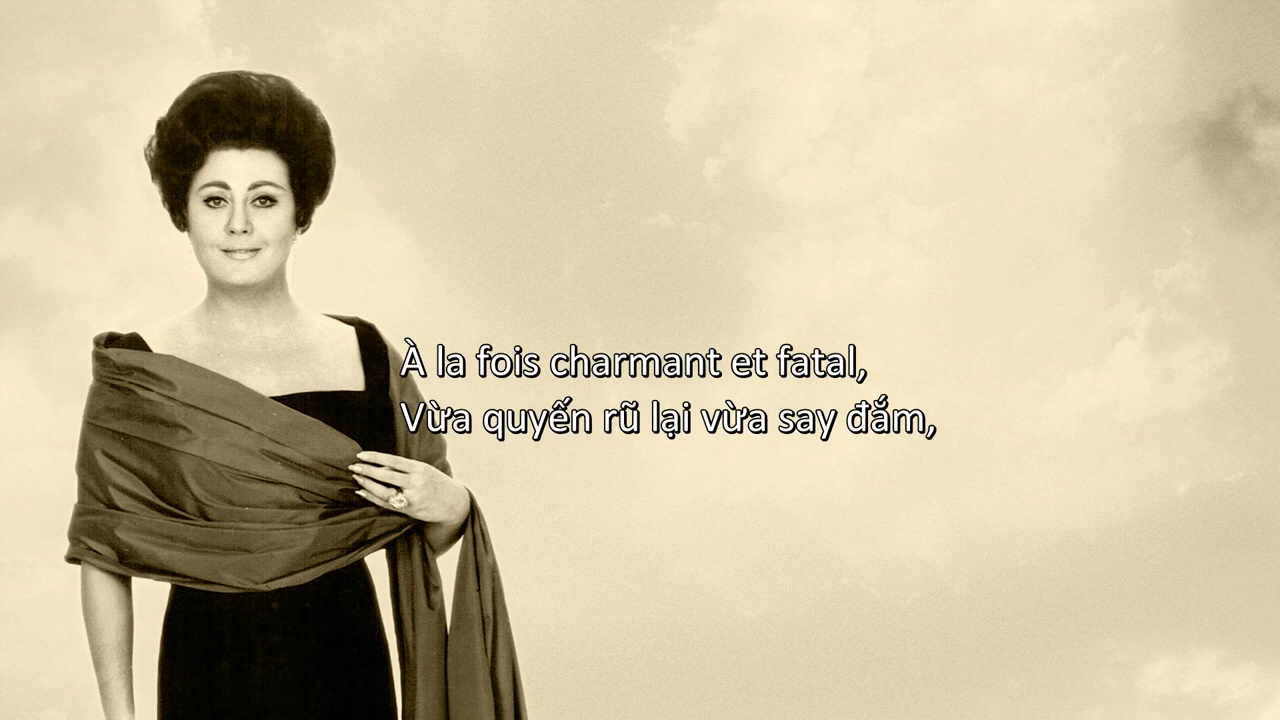 À la fois charmant et fatal,
Vừa quyến rũ lại vừa say đắm,